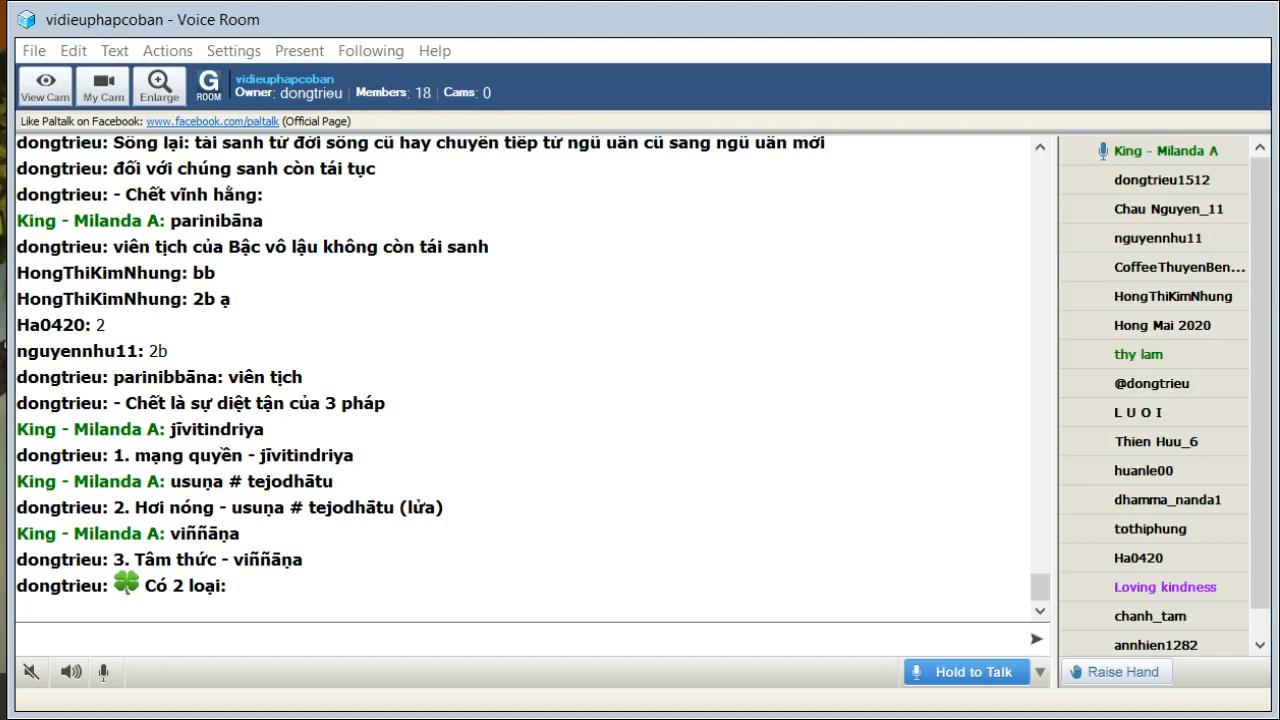 vidieuphapcoban - Voice Room
File Edit Text Actions Settings Present Following Help
View Cam My Cam Enlarge G ROOM
vidieuphapcoban
Owner: dongtrieu Members: 18 Cams: 0
Like Paltalk on Facebook: www.facebook.com/paltalk (Official Page)
dongtrieu: Sống lại: tái sanh từ đời sống cũ hay chuyển tiếp từ ngũ uẩn cũ sang ngũ uẩn mới
dongtrieu: đối với chúng sanh còn tái tục
dongtrieu: - Chết vĩnh hằng:
King - Milanda A: parinibāna
dongtrieu: viên tịch của Bậc vô lậu không còn tái sanh
HongThiKimNhung: bb
HongThiKimNhung: 2b ạ
Ha0420: 2
nguyennhu11: 2b
dongtrieu: parinibbāna: viên tịch
dongtrieu: - Chết là sự diệt tận của 3 pháp
King - Milanda A: jīvitindriya
dongtrieu: 1. mạng quyền - jīvitindriya
King - Milanda A: usuṇa # tejodhātu
dongtrieu: 2. Hơi nóng - usuṇa # tejodhātu (lửa)
King - Milanda A: viññāṇa
dongtrieu: 3. Tâm thức - viññāṇa
dongtrieu: 🍀 Có 2 loại:
King - Milanda A
dongtrieu1512
Chau Nguyen_11
nguyennhu11
CoffeeThuyenBen...
HongThiKimNhung
Hong Mai 2020
thy lam
@dongtrieu
L U O I
Thien Huu_6
huanle00
dhamma_nanda1
tothiphung
Ha0420
Loving kindness
chanh_tam
annhien1282
Hold to Talk
Raise Hand